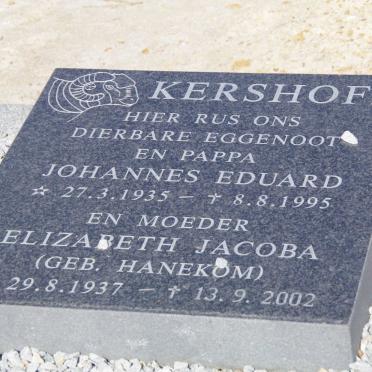 KERSHOF
HIER RUS ONS
DIERBARE EGGENOOT
EN PAPPA
JOHANNES EDUARD
☆ 27.3.1935 - † 8.8.1995
EN MOEDER
ELIZABETH JACOBA
(GEB. HANEKOM)
29.8.1937 - † 13.9.2002